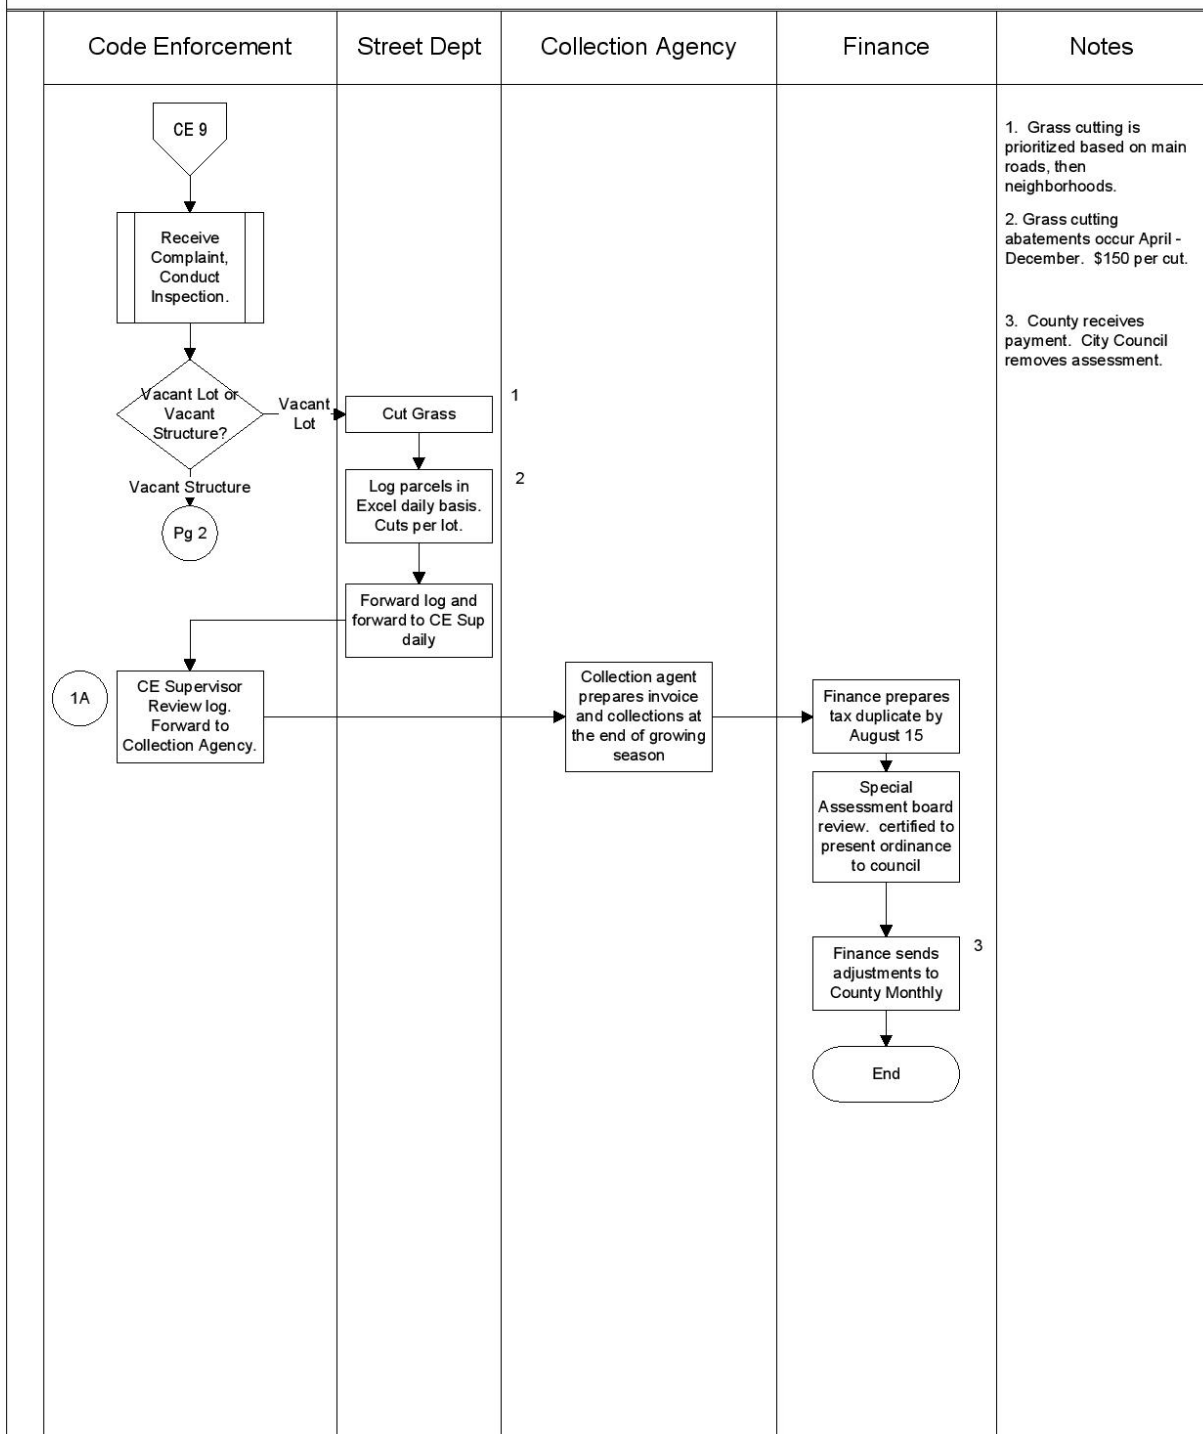 Code Enforcement
Street Dept
Collection Agency
Finance
Notes
CE 9
Receive
Complaint,
Conduct
Inspection.
Vacant Lot or
Vacant
Structure?
Vacant
Lot
Vacant Structure
Pg 2
Cut Grass
1
Log parcels in
Excel daily basis.
Cuts per lot.
2
Forward log and
forward to CE Sup
daily
1A
CE Supervisor
Review log.
Forward to
Collection Agency.
Collection agent
prepares invoice
and collections at
the end of growing
season
Finance prepares
tax duplicate by
August 15
Special
Assessment board
review.  certified to
present ordinance
to council
Finance sends
adjustments to
County Monthly
3
End
1.  Grass cutting is
prioritized based on main
roads, then
neighborhoods.
2. Grass cutting
abatements occur April -
December.  $150 per cut.
3.  County receives
payment.  City Council
removes assessment.